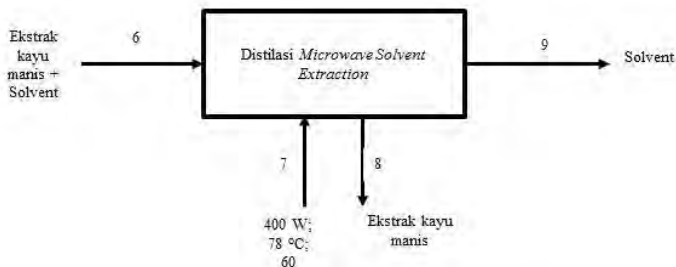 Ekstrak
kayu
manis +
Solvent
6
Distilasi Microwave Solvent
Extraction
9
Solvent
7
8
400 W;
78 °C;
60
Ekstrak kayu
manis